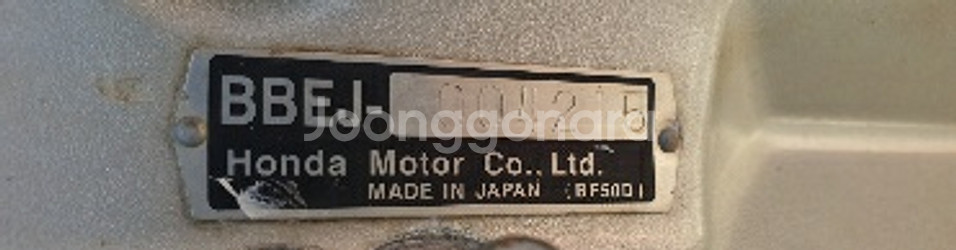 BBEJ-
Joonggonara
Honda Motor Co., Ltd.
MADE IN JAPAN (BF50D)